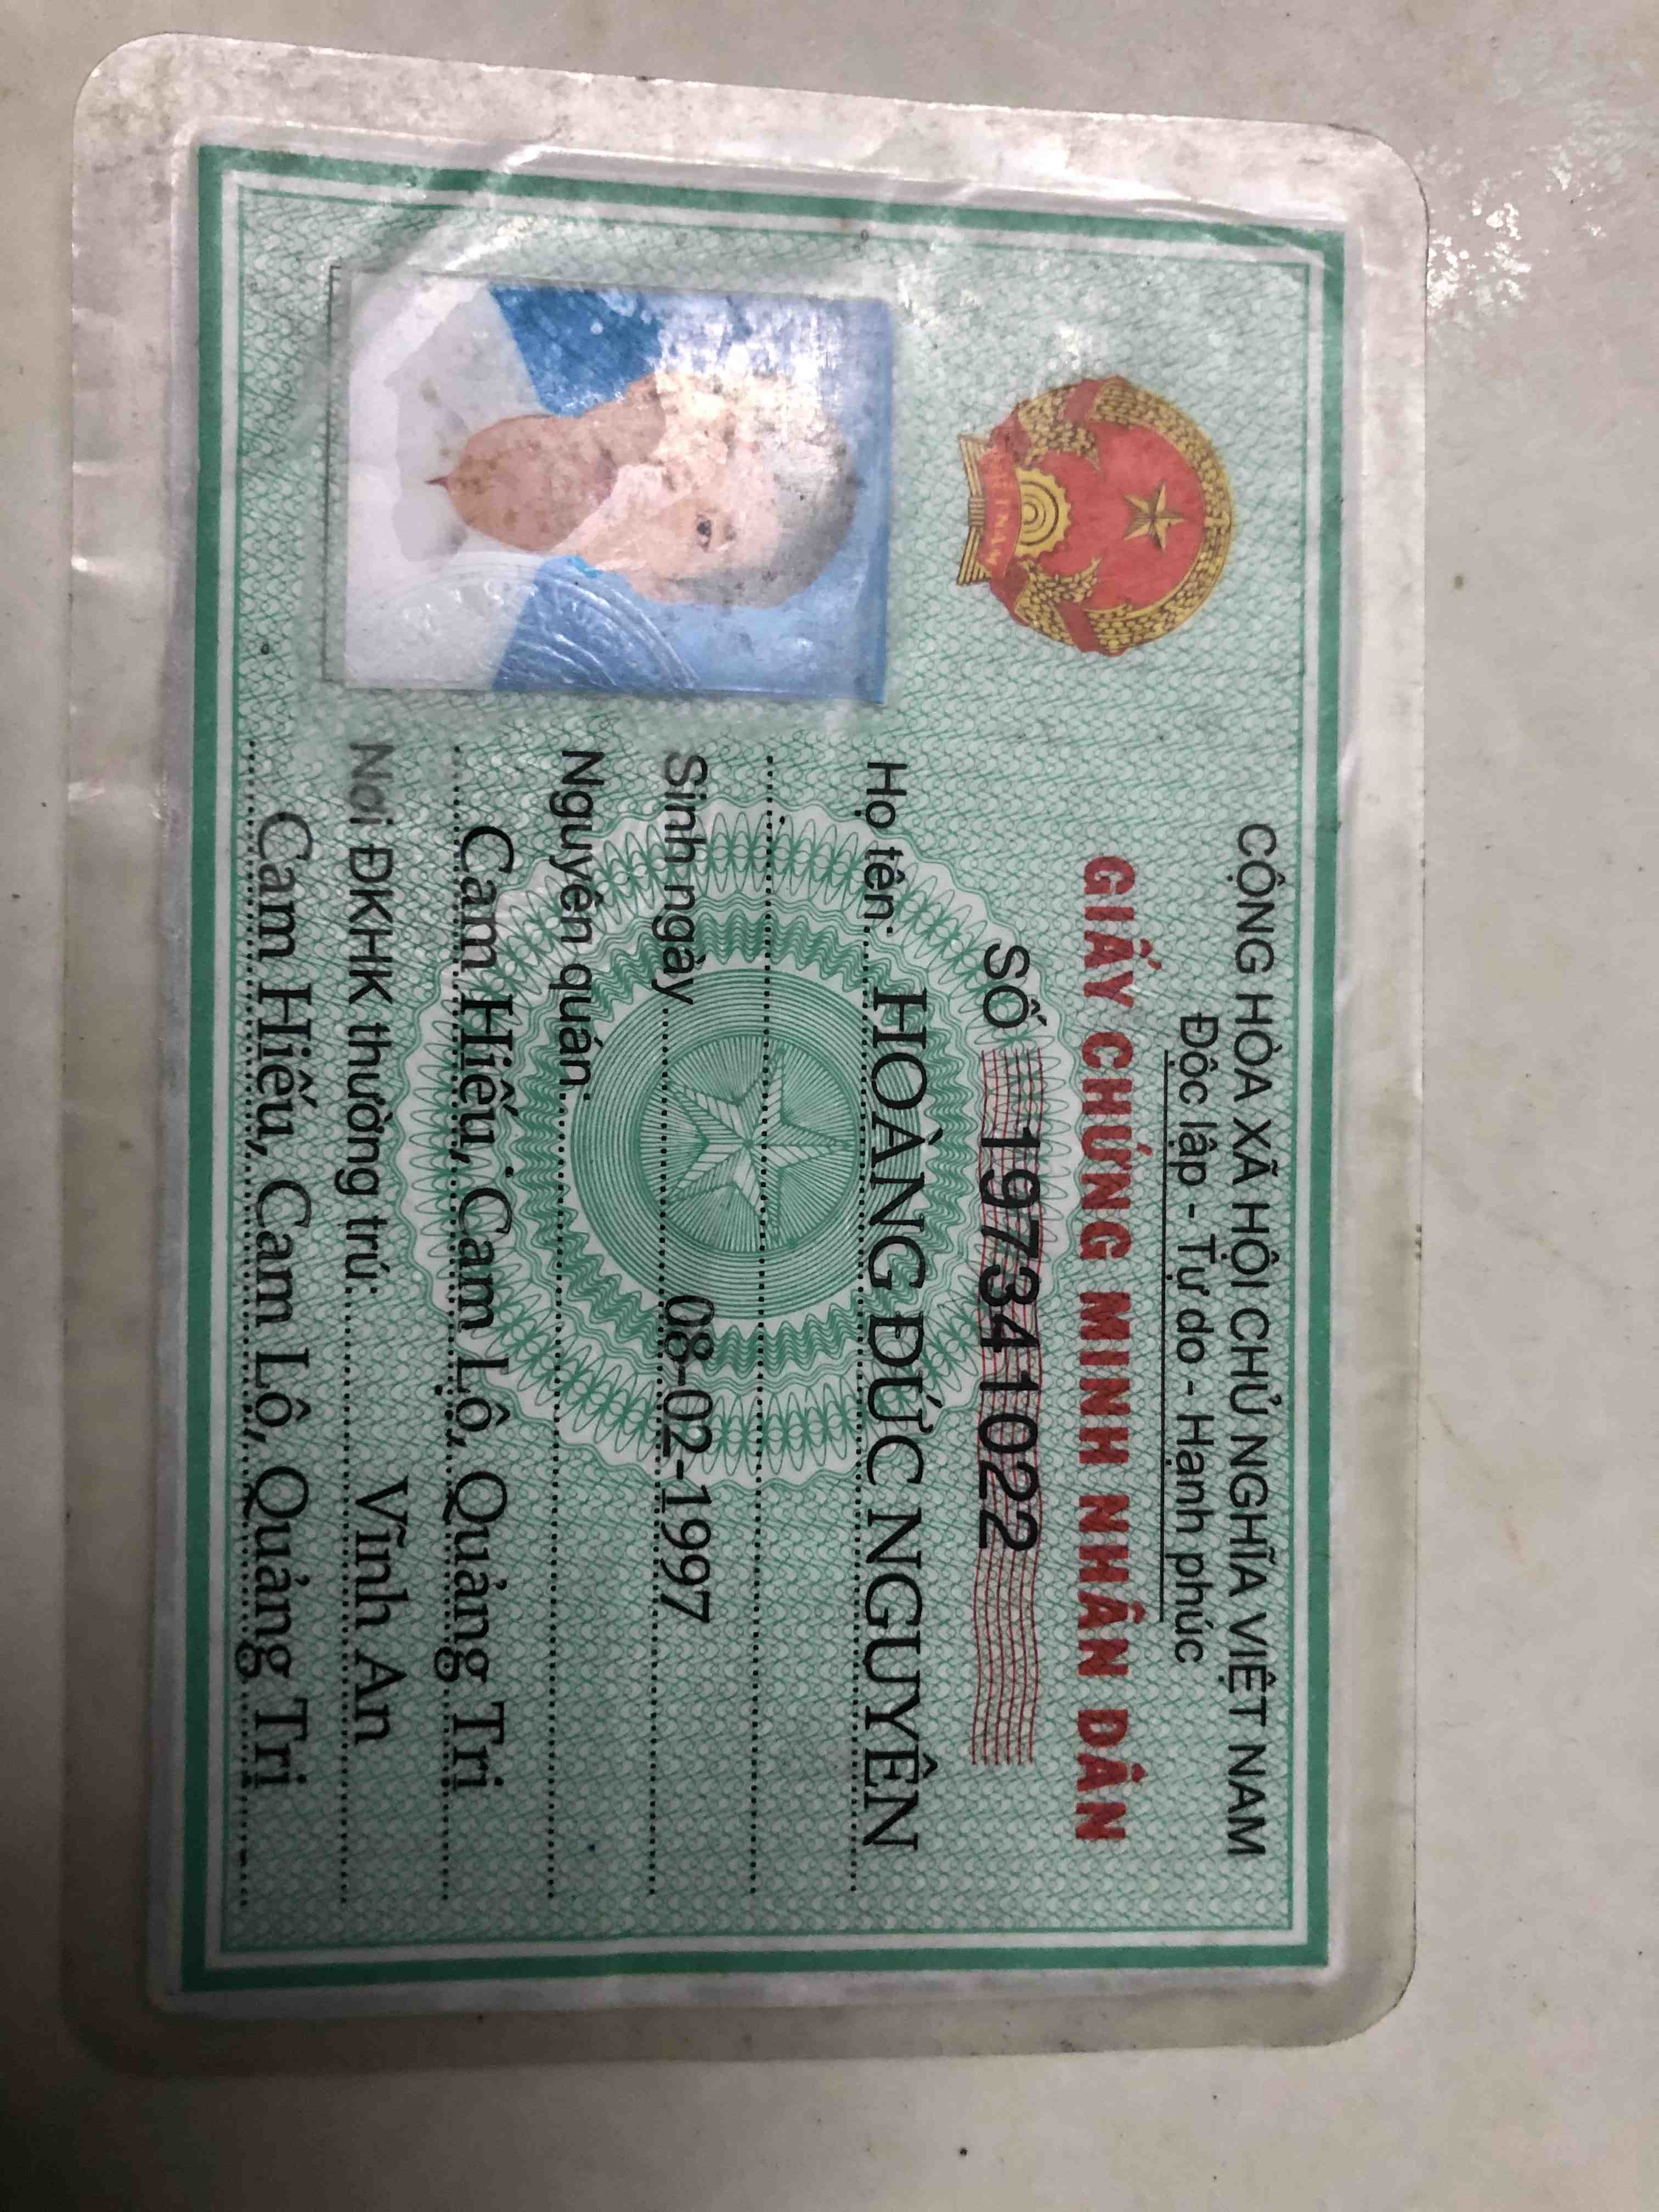 CỘNG HÒA XÃ HỘI CHỦ NGHĨA VIỆT NAM
Độc lập - Tự do - Hạnh phúc
GIẤY CHỨNG MINH NHÂN DÂN
SỐ 197341022
Họ tên: HOÀNG ĐỨC NGUYÊN
Sinh ngày 08-02-1997
Nguyên quán
Cam Hiếu, Cam Lộ, Quảng Trị
Nơi ĐKHK thường trú: Vĩnh An
Cam Hiếu, Cam Lộ, Quảng Trị